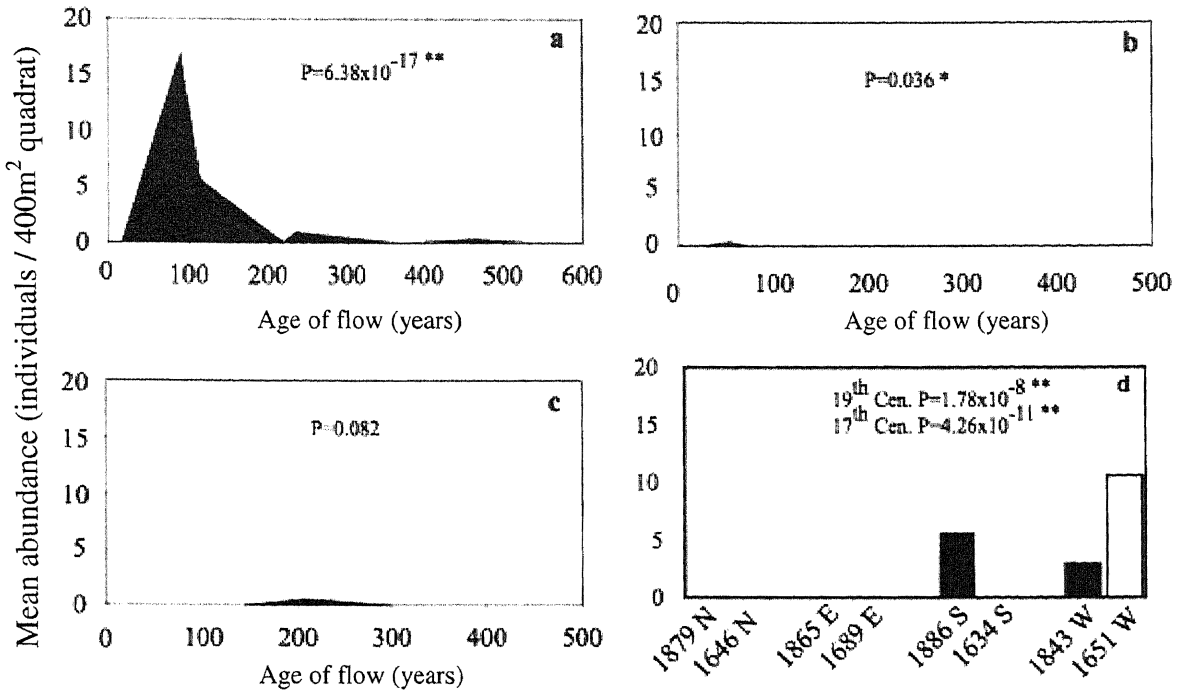 Mean abundance (individuals / 400m² quadrat)
a
P=6.38x10⁻¹⁷ **
20
15
10
5
0
0 100 200 300 400 500 600
Age of flow (years)
b
P=0.036 *
20
15
10
5
0
0 100 200 300 400 500
Age of flow (years)
c
P=0.082
20
15
10
5
0
0 100 200 300 400 500
Age of flow (years)
d
19th Cen. P=1.78x10⁻⁸ **
17th Cen. P=4.26x10⁻¹¹ **
20
15
10
5
0
1879 N 1646 N 1865 E 1689 E 1886 S 1634 S 1843 W 1651 W